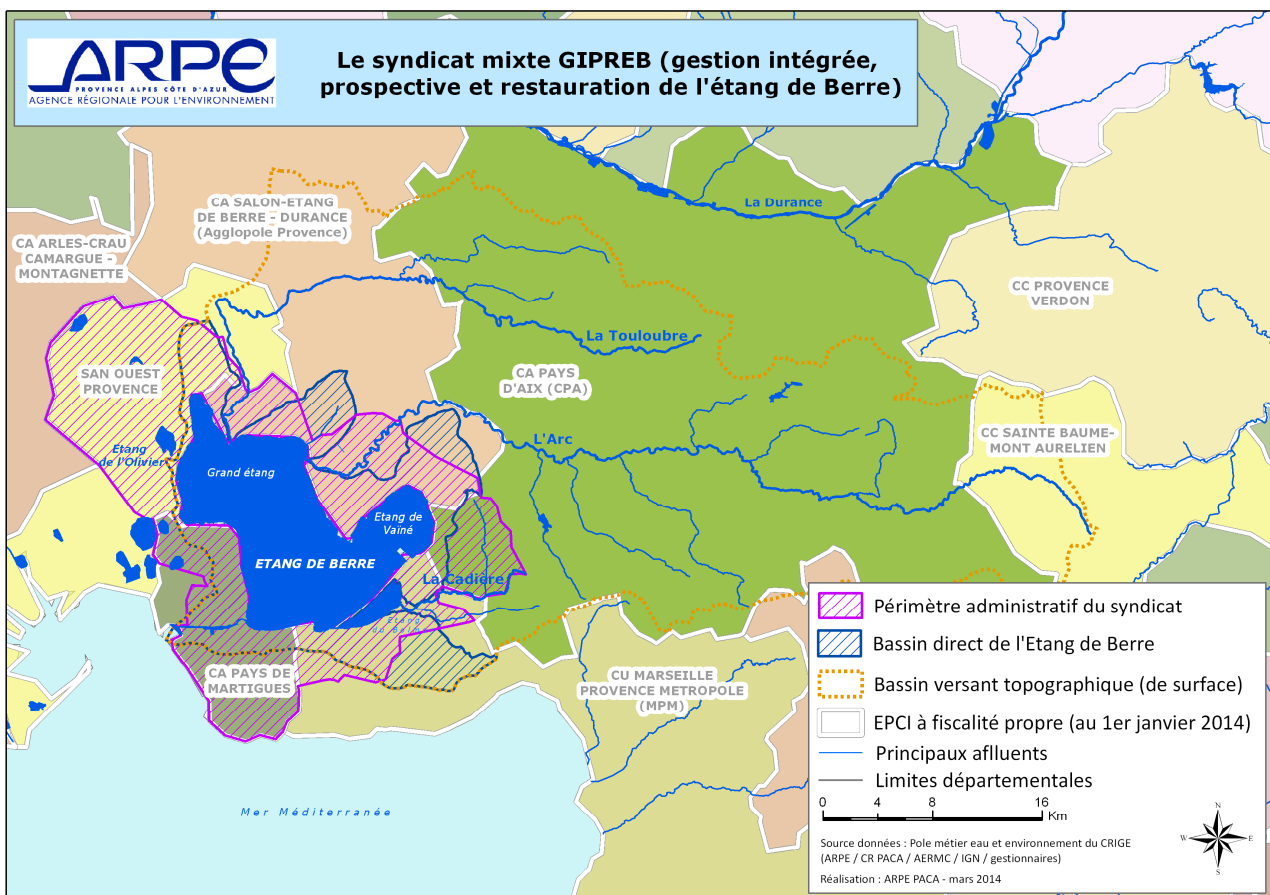 ARPE
PROVENCE ALPES CÔTE D'AZUR
AGENCE RÉGIONALE POUR L'ENVIRONNEMENT
Le syndicat mixte GIPREB (gestion intégrée,
prospective et restauration de l'étang de Berre)
CA SALON-ETANG
DE BERRE - DURANCE
(Agglopole Provence)
La Durance
CA ARLES-CRAU
CAMARGUE -
MONTAGNETTE
CC PROVENCE
VERDON
La Touloubre
SAN OUEST
PROVENCE
CA PAYS
D'AIX (CPA)
L'Arc
CC SAINTE BAUME-
MONT AURELIEN
Etang
de l'Olivier
Grand étang
Etang de
Vaïné
ETANG DE BERRE
La Cadière
Etang
CA PAYS DE
MARTIGUES
CU MARSEILLE
PROVENCE METROPOLE
(MPM)
Mer Méditerranée
Périmètre administratif du syndicat
Bassin direct de l'Etang de Berre
Bassin versant topographique (de surface)
EPCI à fiscalité propre (au 1er janvier 2014)
Principaux aflluents
Limites départementales
0 4 8 16
Km
Source données : Pole métier eau et environnement du CRIGE
(ARPE / CR PACA / AERMC / IGN / gestionnaires)
Réalisation : ARPE PACA - mars 2014
N
W E
S